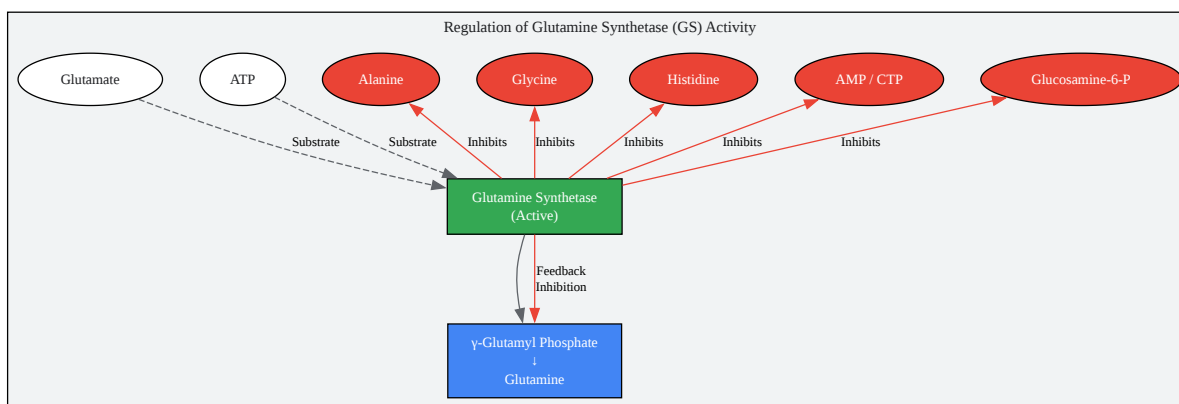 Regulation of Glutamine Synthetase (GS) Activity
Glutamate
ATP
Alanine
Glycine
Histidine
AMP / CTP
Glucosamine-6-P
Substrate
Substrate
Inhibits
Inhibits
Inhibits
Inhibits
Inhibits
Glutamine Synthetase
(Active)
Feedback
Inhibition
γ-Glutamyl Phosphate
↓
Glutamine